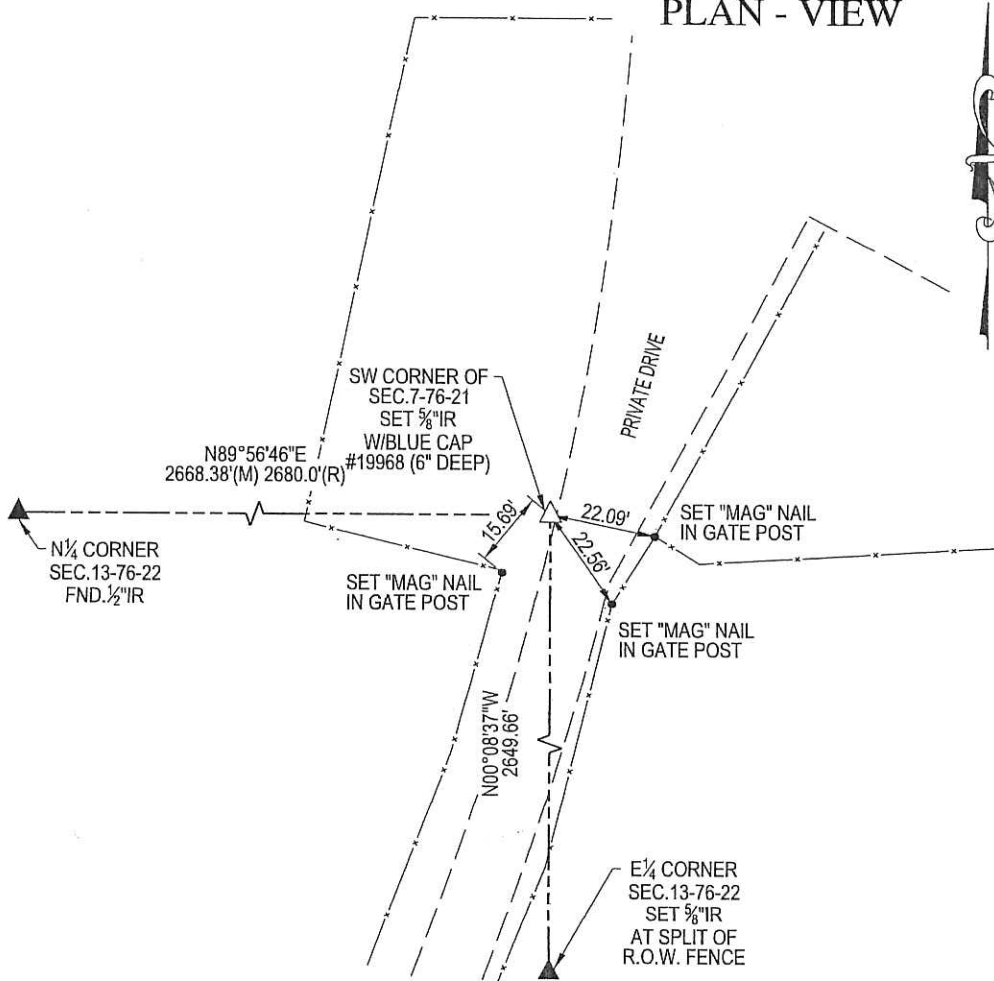 PLAN - VIEW
SW CORNER OF
SEC.7-76-21
SET ⅝"IR
W/BLUE CAP
#19968 (6" DEEP)
PRIVATE DRIVE
N89°56'46"E
2668.38'(M) 2680.0'(R)
N¼ CORNER
SEC.13-76-22
FND.½"IR
15.69'
22.09'
22.56'
SET "MAG" NAIL
IN GATE POST
SET "MAG" NAIL
IN GATE POST
SET "MAG" NAIL
IN GATE POST
N00°08'37"W
2649.66'
E¼ CORNER
SEC.13-76-22
SET ⅝"IR
AT SPLIT OF
R.O.W. FENCE